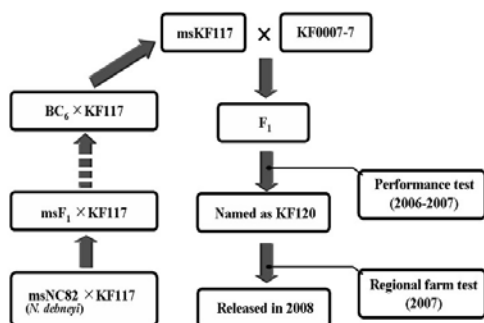 msKF117 × KF0007-7
BC₆ × KF117
F₁
msF₁ × KF117
Named as KF120
Performance test
(2006-2007)
msNC82 × KF117
(N. debneyi)
Released in 2008
Regional farm test
(2007)